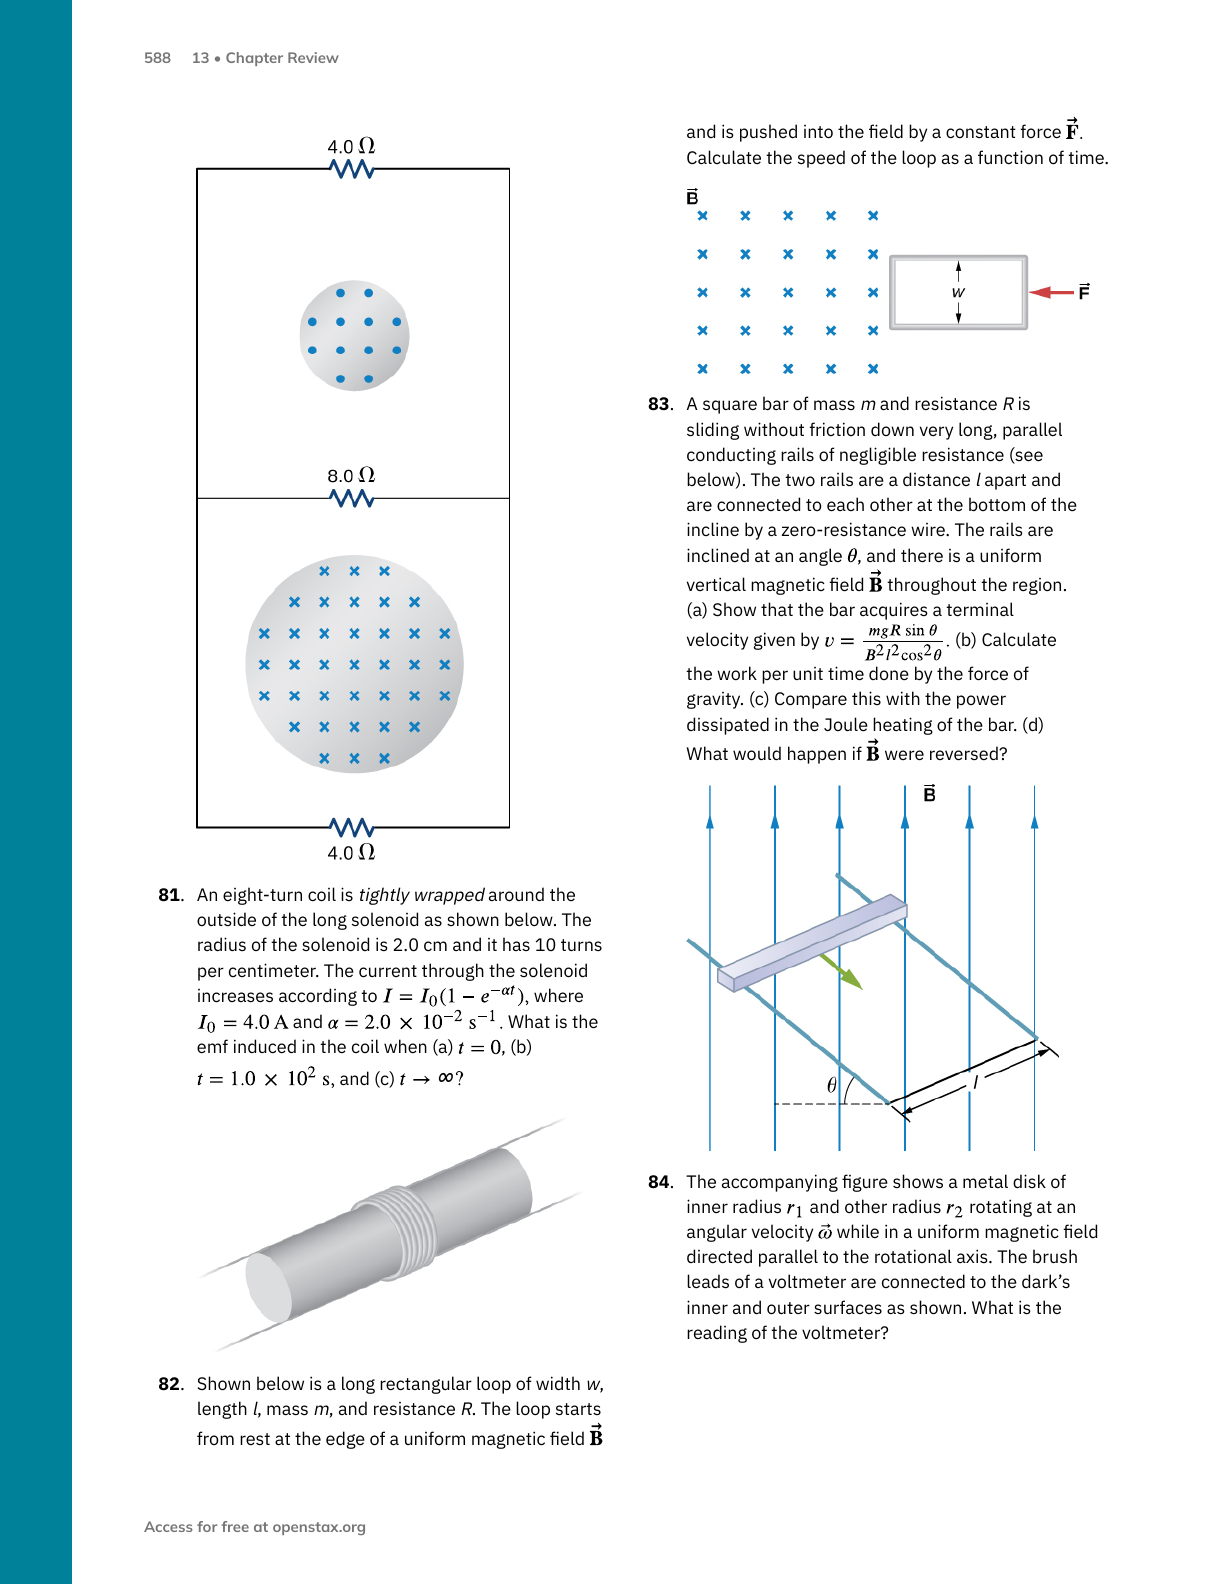 588 13 • Chapter Review
4.0 Ω
8.0 Ω
4.0 Ω
81. An eight-turn coil is tightly wrapped around the
outside of the long solenoid as shown below. The
radius of the solenoid is 2.0 cm and it has 10 turns
per centimeter. The current through the solenoid
increases according to I = I₀(1 − e^{−αt}), where
I₀ = 4.0 A and α = 2.0 × 10⁻² s⁻¹. What is the
emf induced in the coil when (a) t = 0, (b)
t = 1.0 × 10² s, and (c) t → ∞?
82. Shown below is a long rectangular loop of width w,
length l, mass m, and resistance R. The loop starts
from rest at the edge of a uniform magnetic field B⃗
and is pushed into the field by a constant force F⃗.
Calculate the speed of the loop as a function of time.
B⃗
w
F⃗
83. A square bar of mass m and resistance R is
sliding without friction down very long, parallel
conducting rails of negligible resistance (see
below). The two rails are a distance l apart and
are connected to each other at the bottom of the
incline by a zero-resistance wire. The rails are
inclined at an angle θ, and there is a uniform
vertical magnetic field B⃗ throughout the region.
(a) Show that the bar acquires a terminal
velocity given by v = mgR sin θ / B²l²cos²θ. (b) Calculate
the work per unit time done by the force of
gravity. (c) Compare this with the power
dissipated in the Joule heating of the bar. (d)
What would happen if B⃗ were reversed?
B⃗
θ
l
84. The accompanying figure shows a metal disk of
inner radius r₁ and other radius r₂ rotating at an
angular velocity ω⃗ while in a uniform magnetic field
directed parallel to the rotational axis. The brush
leads of a voltmeter are connected to the dark's
inner and outer surfaces as shown. What is the
reading of the voltmeter?
Access for free at openstax.org